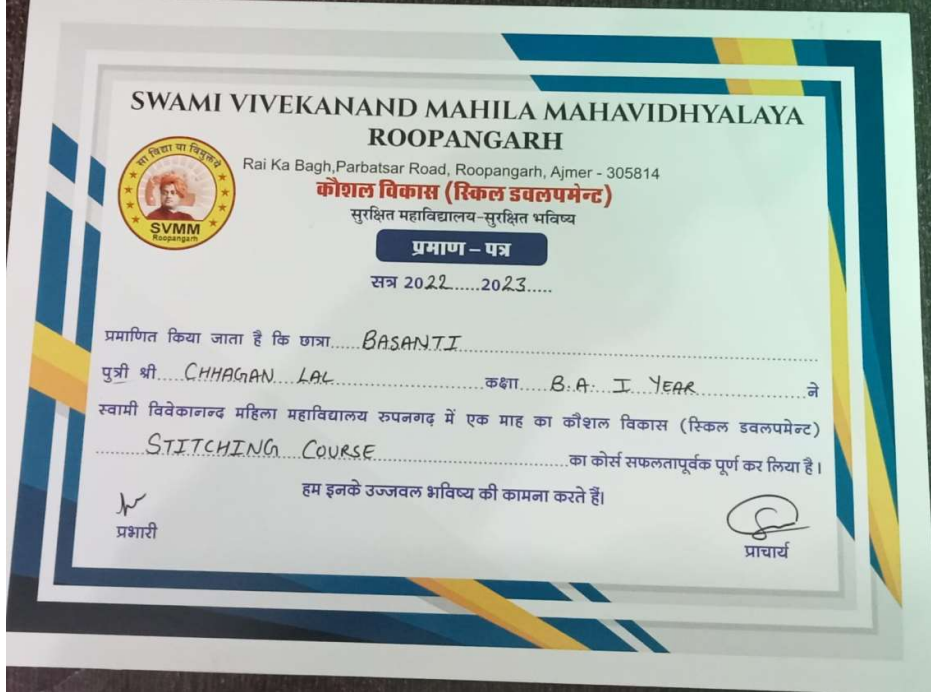 SWAMI VIVEKANAND MAHILA MAHAVIDHYALAYA
ROOPANGARH
सा विद्या या विमुक्तये
SVMM
Roopangarh
Rai Ka Bagh,Parbatsar Road, Roopangarh, Ajmer - 305814
कौशल विकास (स्किल डवलपमेन्ट)
सुरक्षित महाविद्यालय-सुरक्षित भविष्य
प्रमाण – पत्र
सत्र 2022.....2023.....
प्रमाणित किया जाता है कि छात्रा.....BASANTI
पुत्री श्री....CHHAGAN LAL.....कक्षा....B.A. I YEAR.....ने
स्वामी विवेकानन्द महिला महाविद्यालय रुपनगढ़ में एक माह का कौशल विकास (स्किल डवलपमेन्ट)
.....STITCHING COURSE.....का कोर्स सफलतापूर्वक पूर्ण कर लिया है।
हम इनके उज्जवल भविष्य की कामना करते हैं।
प्रभारी
प्राचार्य